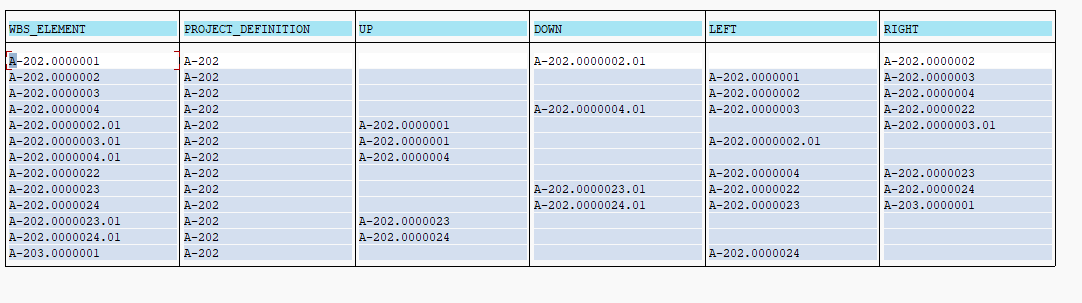 WBS_ELEMENT PROJECT_DEFINITION UP DOWN LEFT RIGHT
A-202.0000001 A-202 A-202.0000002.01 A-202.0000002
A-202.0000002 A-202 A-202.0000001 A-202.0000003
A-202.0000003 A-202 A-202.0000002 A-202.0000004
A-202.0000004 A-202 A-202.0000004.01 A-202.0000003 A-202.0000022
A-202.0000002.01 A-202 A-202.0000001 A-202.0000003.01
A-202.0000003.01 A-202 A-202.0000001 A-202.0000002.01
A-202.0000004.01 A-202 A-202.0000004
A-202.0000022 A-202 A-202.0000004 A-202.0000023
A-202.0000023 A-202 A-202.0000023.01 A-202.0000022 A-202.0000024
A-202.0000024 A-202 A-202.0000024.01 A-202.0000023 A-203.0000001
A-202.0000023.01 A-202 A-202.0000023
A-202.0000024.01 A-202 A-202.0000024
A-203.0000001 A-202 A-202.0000024